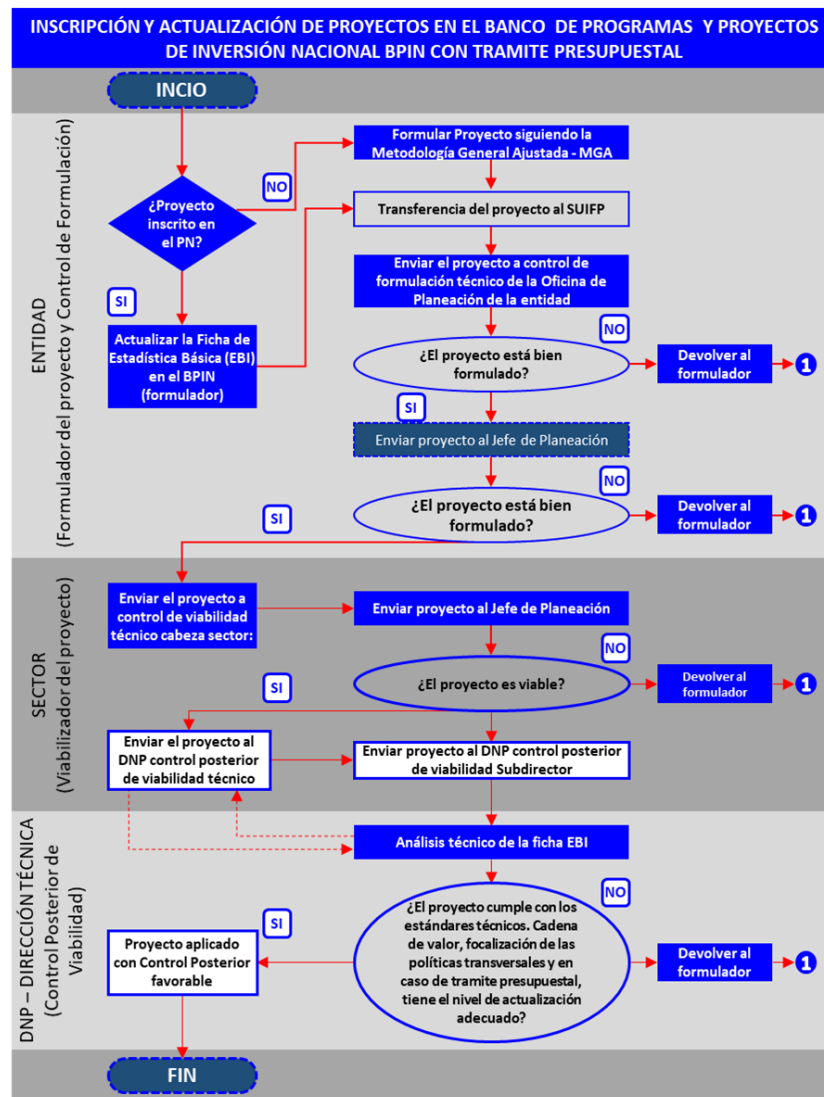 INSCRIPCIÓN Y ACTUALIZACIÓN DE PROYECTOS EN EL BANCO DE PROGRAMAS Y PROYECTOS
DE INVERSIÓN NACIONAL BPIN CON TRAMITE PRESUPUESTAL
INCIO
ENTIDAD
(Formulador del proyecto y Control de Formulación)
¿Proyecto
inscrito en
el PN?
NO
Formular Proyecto siguiendo la
Metodología General Ajustada - MGA
Transferencia del proyecto al SUIFP
SI
Actualizar la Ficha de
Estadística Básica (EBI)
en el BPIN
(formulador)
Enviar el proyecto a control de
formulación técnico de la Oficina de
Planeación de la entidad
¿El proyecto está bien
formulado?
NO
Devolver al
formulador
1
SI
Enviar proyecto al Jefe de Planeación
¿El proyecto está bien
formulado?
NO
Devolver al
formulador
1
SI
SECTOR
(Viabilizador del proyecto)
Enviar el proyecto a
control de viabilidad
técnico cabeza sector:
Enviar proyecto al Jefe de Planeación
¿El proyecto es viable?
NO
Devolver al
formulador
1
SI
Enviar el proyecto al
DNP control posterior
de viabilidad técnico
Enviar proyecto al DNP control posterior
de viabilidad Subdirector
DNP – DIRECCIÓN TÉCNICA
(Control Posterior de
Viabilidad)
Análisis técnico de la ficha EBI
¿El proyecto cumple con los
estándares técnicos. Cadena de
valor, focalización de las
políticas transversales y en
caso de tramite presupuestal,
tiene el nivel de actualización
adecuado?
NO
Devolver al
formulador
1
SI
Proyecto aplicado
con Control Posterior
favorable
FIN